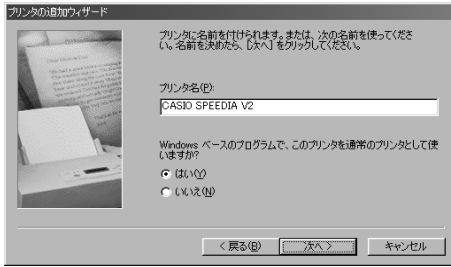 プリンタの追加ウィザード
プリンタに名前を付けられます。または、次の名前を使ってくださ
い。名前を決めたら、[次へ] をクリックしてください。
プリンタ名(P):
CASIO SPEEDIA V2
Windows ベースのプログラムで、このプリンタを通常のプリンタとして使
いますか?
はい(Y)
いいえ(N)
< 戻る(B)
次へ >
キャンセル